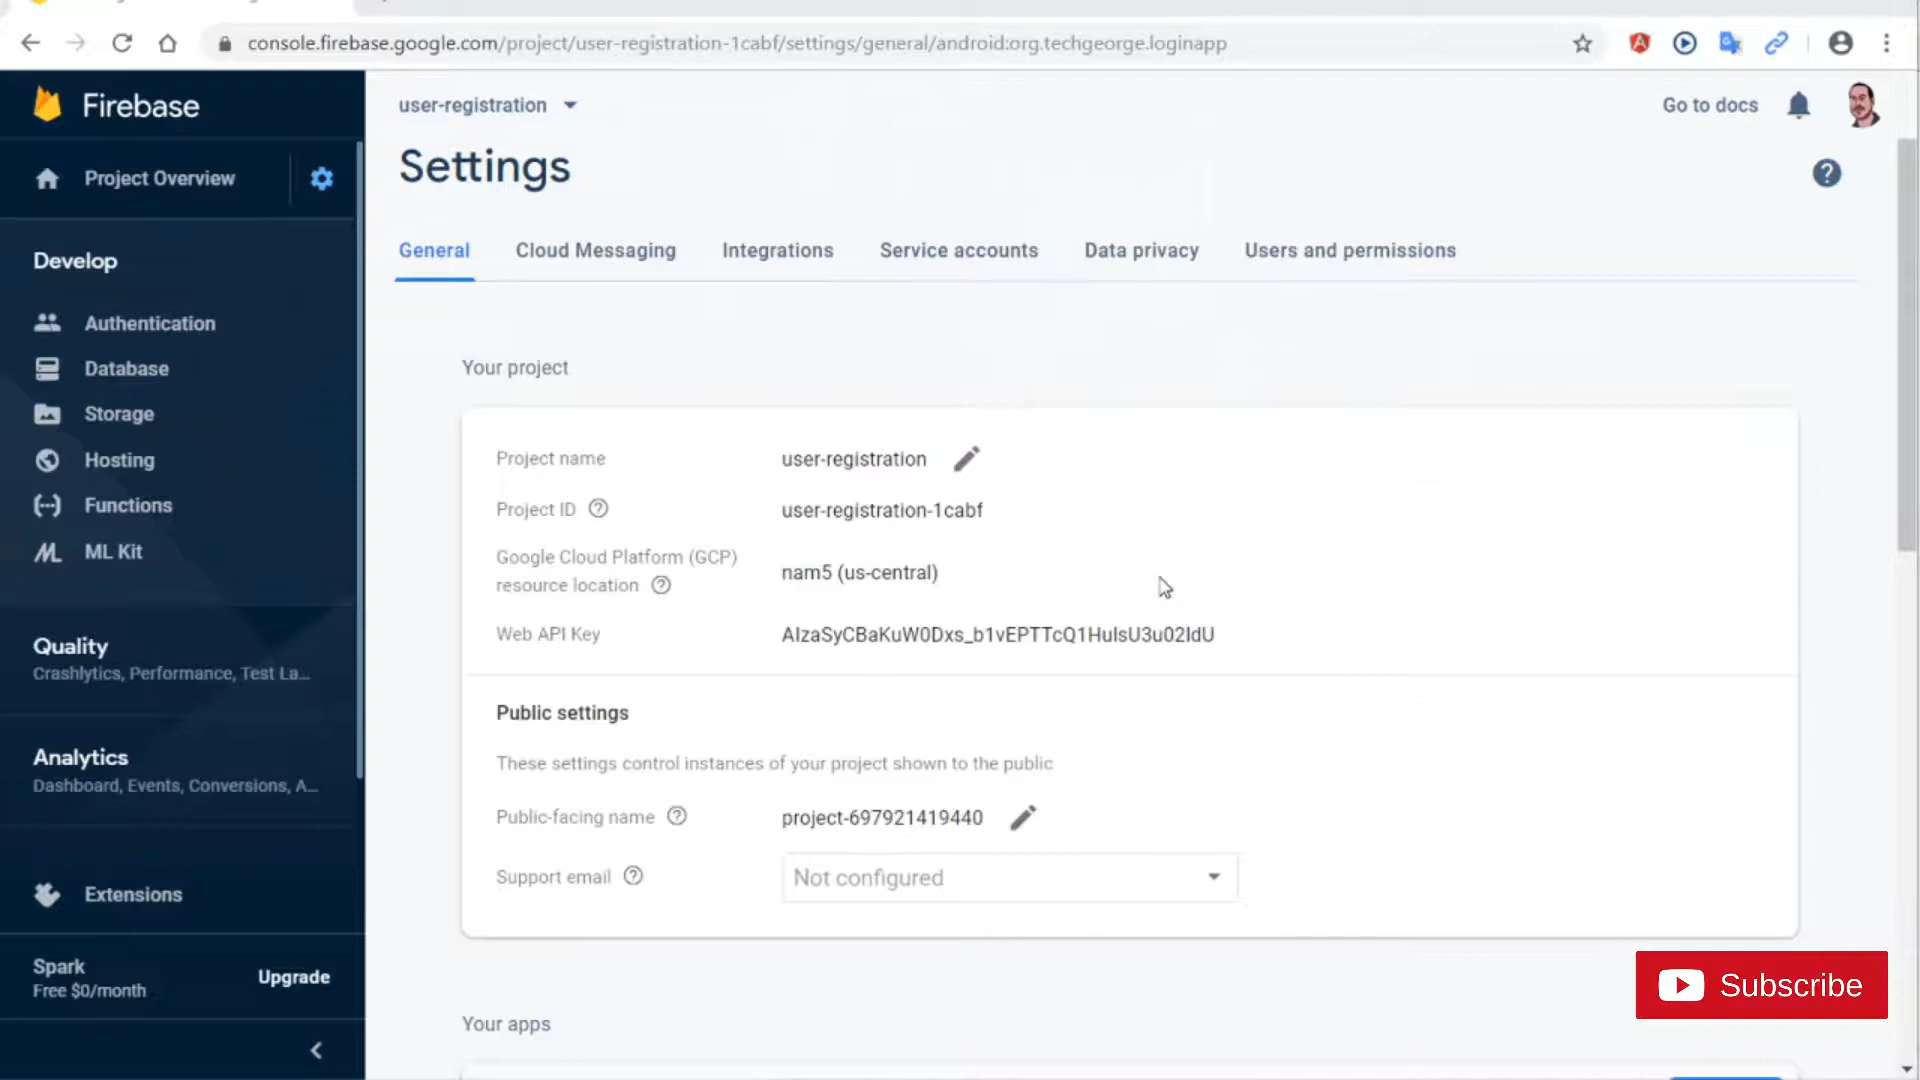 console.firebase.google.com/project/user-registration-1cabf/settings/general/android:org.techgeorge.loginapp
Firebase
user-registration
Go to docs
Project Overview
Settings
General
Cloud Messaging
Integrations
Service accounts
Data privacy
Users and permissions
Develop
Authentication
Database
Storage
Hosting
Functions
ML Kit
Quality
Crashlytics, Performance, Test La...
Analytics
Dashboard, Events, Conversions, A...
Extensions
Spark
Free $0/month
Upgrade
Your project
Project name
user-registration
Project ID
user-registration-1cabf
Google Cloud Platform (GCP)
resource location
nam5 (us-central)
Web API Key
AIzaSyCBaKuW0Dxs_b1vEPTTcQ1HulsU3u02IdU
Public settings
These settings control instances of your project shown to the public
Public-facing name
project-697921419440
Support email
Not configured
Your apps
Subscribe